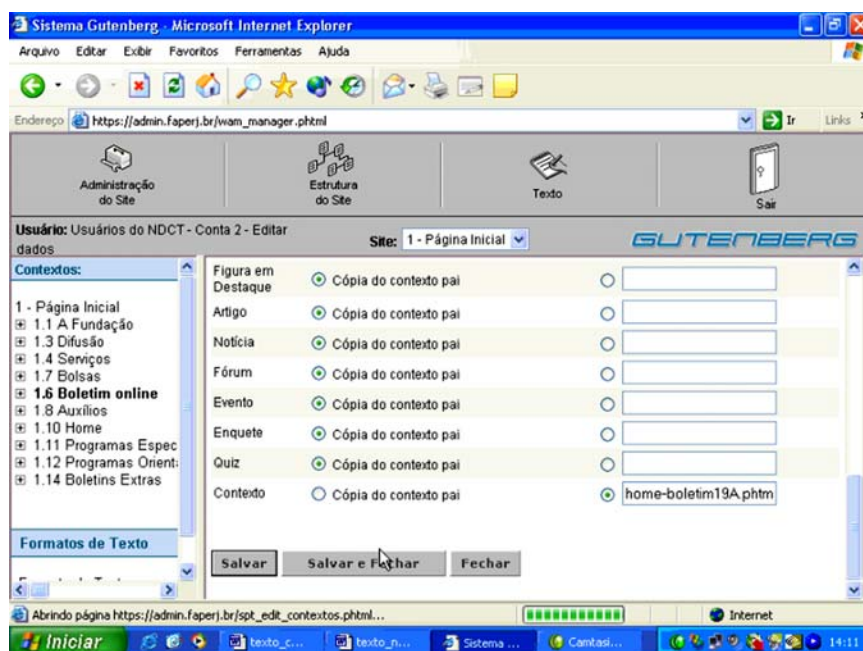 Sistema Gutenberg - Microsoft Internet Explorer
Arquivo Editar Exibir Favoritos Ferramentas Ajuda
Endereço https://admin.faperj.br/wam_manager.phtml Ir Links
Administração do Site
Estrutura do Site
Texto
Sair
Usuário: Usuários do NDCT - Conta 2 - Editar dados
Site: 1 - Página Inicial
GUTENBERG
Contextos:
1 - Página Inicial
1.1 A Fundação
1.3 Difusão
1.4 Serviços
1.7 Bolsas
1.6 Boletim online
1.8 Auxílios
1.10 Home
1.11 Programas Espec
1.12 Programas Orient
1.14 Boletins Extras
Formatos de Texto
Figura em Destaque Cópia do contexto pai
Artigo Cópia do contexto pai
Notícia Cópia do contexto pai
Fórum Cópia do contexto pai
Evento Cópia do contexto pai
Enquete Cópia do contexto pai
Quiz Cópia do contexto pai
Contexto Cópia do contexto pai home-boletim19A.phtm
Salvar Salvar e Fechar Fechar
Abrindo página https://admin.faperj.br/spt_edit_contextos.phtml... Internet
Iniciar texto_c... texto_n... Sistema ... Camtasi... 14:11